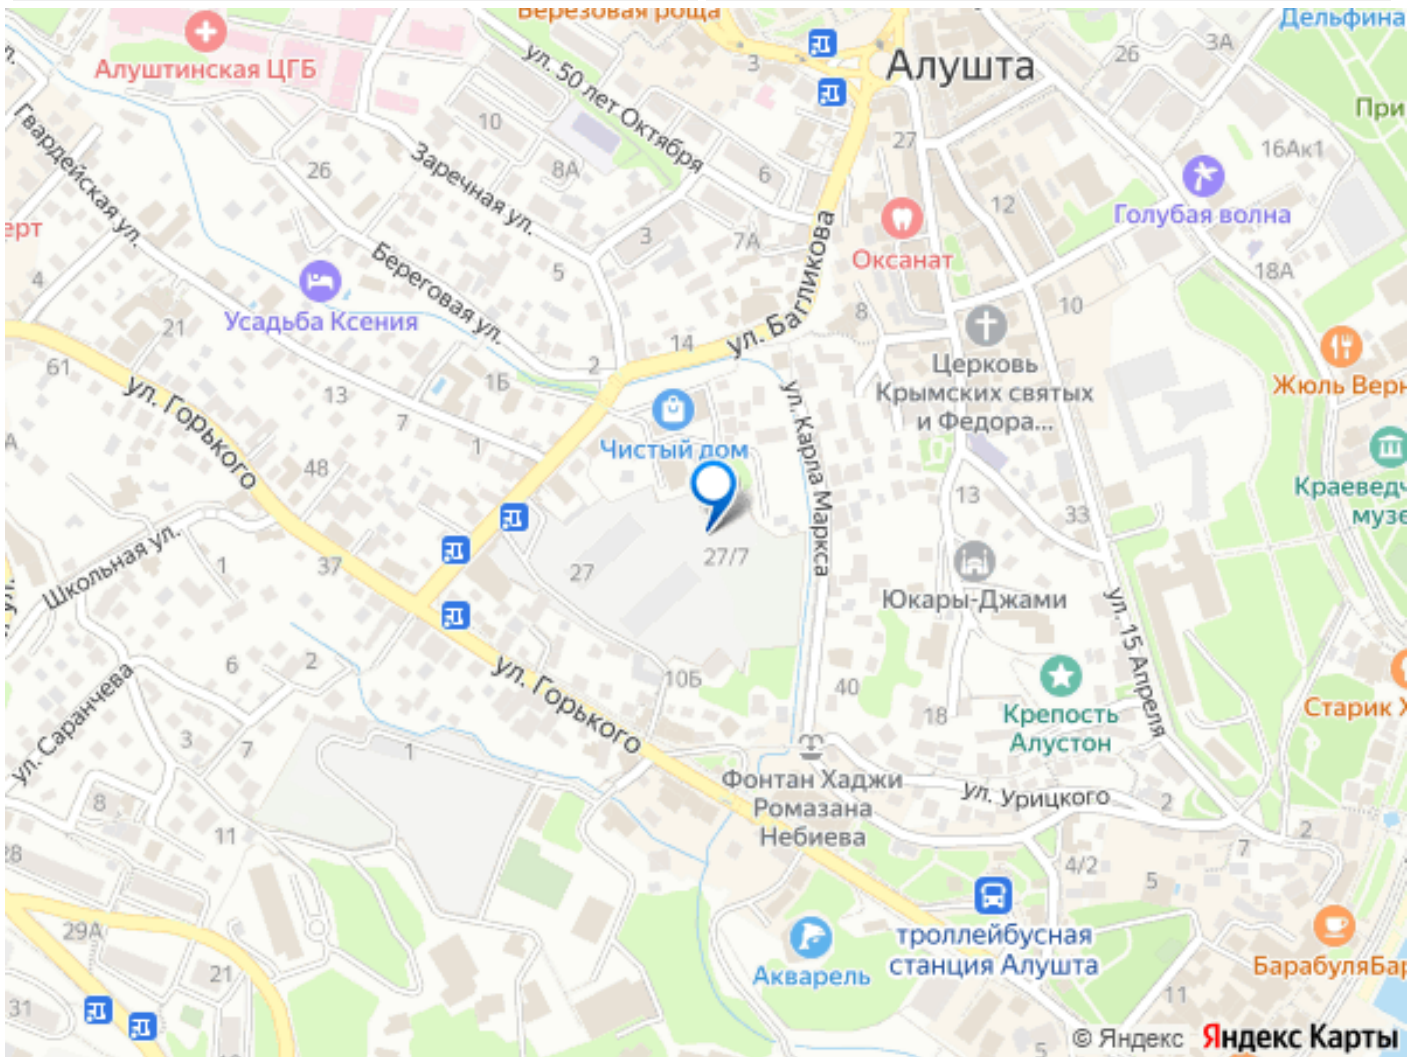 Березовая роща
Дельфина
Алуштинская ЦГБ
ул. 50 лет Октября
3
Алушта
26
3А
При
10
8А
6
27
16Ак1
Гвардейская ул.
26
Заречная ул.
12
Голубая волна
ерт
3
7А
Оксанат
4
5
18А
Береговая ул.
Усадьба Ксения
21
ул. Багликова
8
10
14
61
2
1Б
Церковь
Крымских святых
и Федора...
Жюль Верн
13
ул. Горького
7
1
Чистый дом
ул. Карла Маркса
48
13
Краеведч
музе
33
Школьная ул.
1
37
27
27/7
Юкары-Джами
ул. 15 Апреля
6
2
10Б
40
18
Крепость
Алустон
Старик Х
ул. Горького
ул. Саранчева
3
7
1
8
11
Фонтан Хаджи
Ромазана
Небиева
ул. Урицкого
2
2
7
28
4/2
5
29А
21
31
Акварель
троллейбусная
станция Алушта
БарабуляБар
11
5
© Яндекс Яндекс Карты